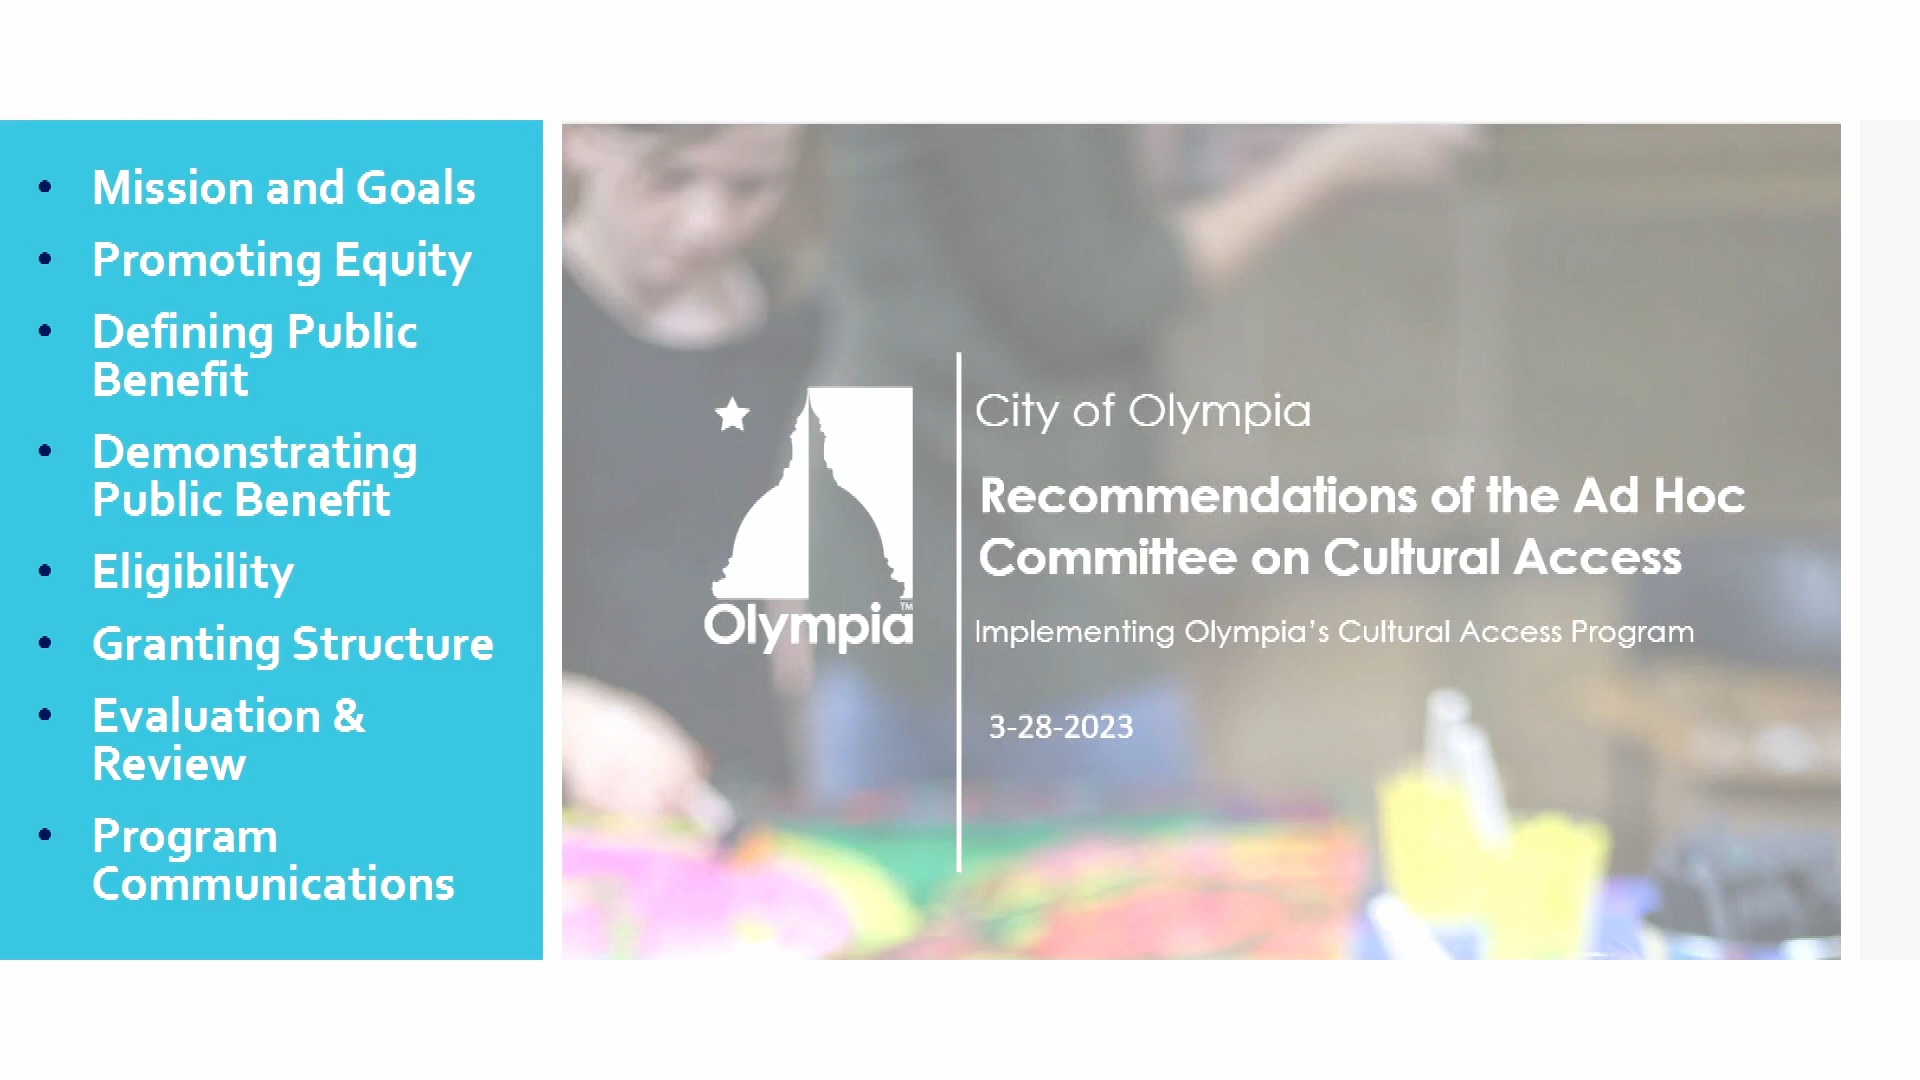 • Mission and Goals
• Promoting Equity
• Defining Public
Benefit
• Demonstrating
Public Benefit
• Eligibility
• Granting Structure
• Evaluation &
Review
• Program
Communications
Olympia™
City of Olympia
Recommendations of the Ad Hoc
Committee on Cultural Access
Implementing Olympia's Cultural Access Program
3-28-2023